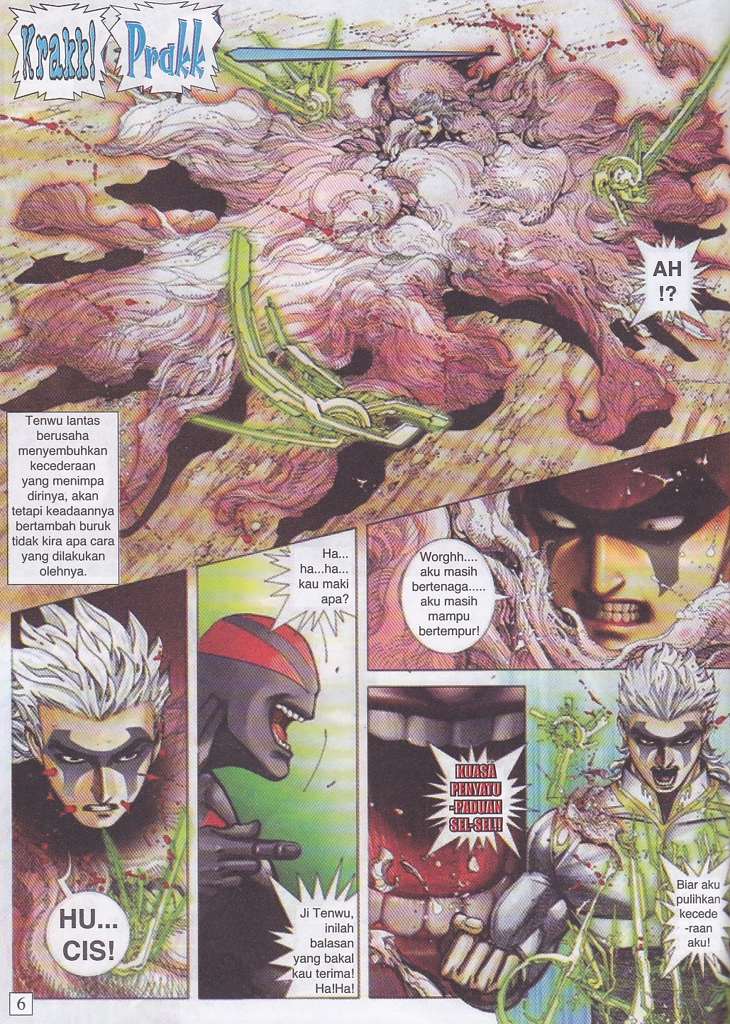 Krakk!
Prakk
AH
!?
Tenwu lantas
berusaha
menyembuhkan
kecederaan
yang menimpa
dirinya, akan
tetapi keadaannya
bertambah buruk
tidak kira apa cara
yang dilakukan
olehnya.
Worghh....
aku masih
bertenaga.....
aku masih
mampu
bertempur!
Ha...
ha...ha...
kau maki
apa?
HU...
CIS!
Ji Tenwu,
inilah
balasan
yang bakal
kau terima!
Ha!Ha!
KUASA
PENYATU
-PADUAN
SEL-SEL!!
Biar aku
pulihkan
kecede
-raan
aku!
6